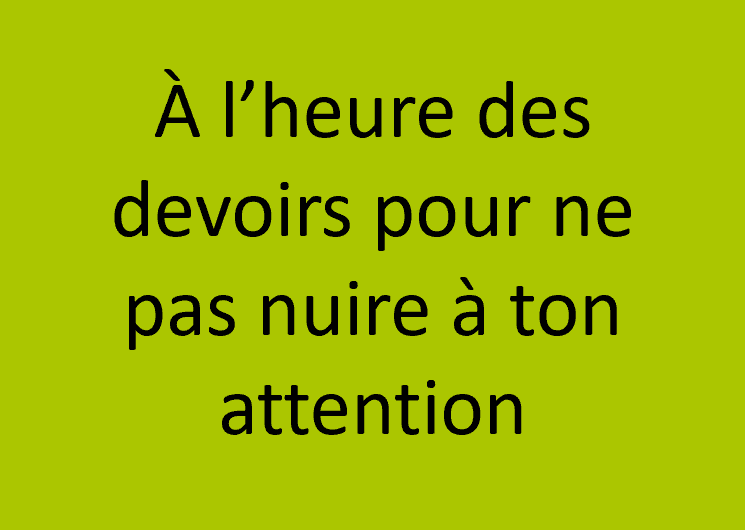 À l’heure des
devoirs pour ne
pas nuire à ton
attention